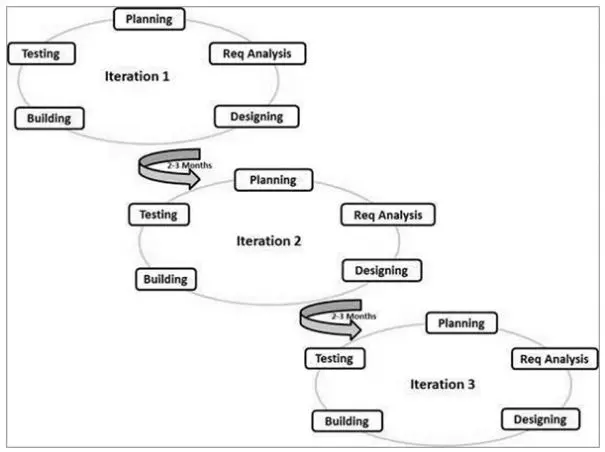 Planning
Testing
Req Analysis
Iteration 1
Building
Designing
2-3 Months
Planning
Testing
Req Analysis
Iteration 2
Building
Designing
2-3 Months
Planning
Testing
Req Analysis
Iteration 3
Building
Designing